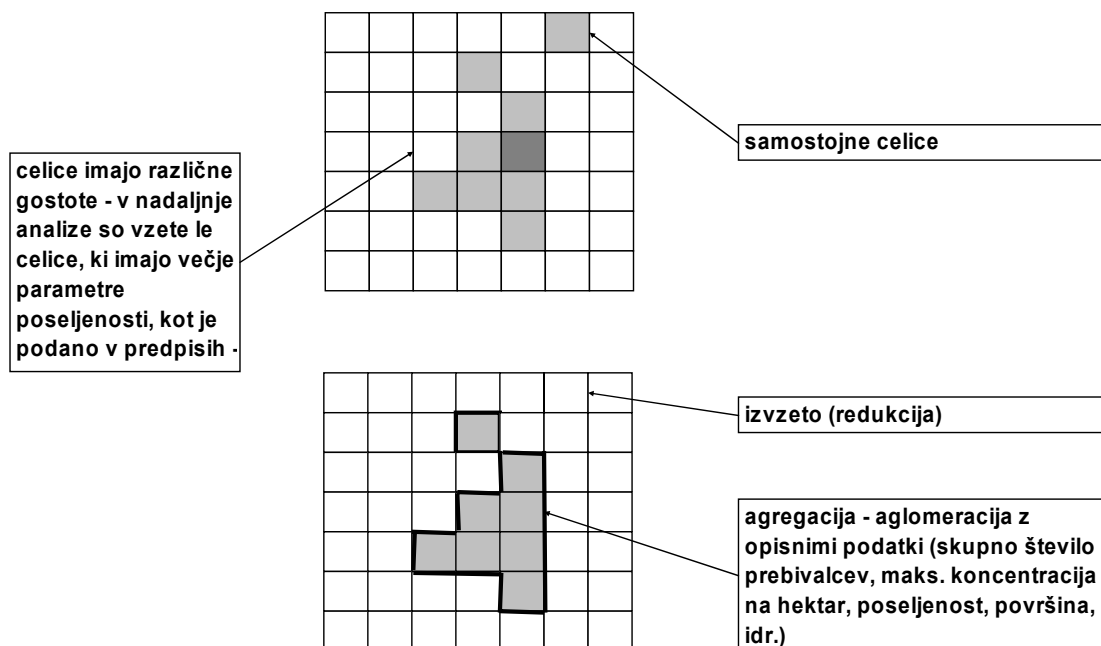 samostojne celice
celice imajo različne
gostote - v nadaljnje
analize so vzete le
celice, ki imajo večje
parametre
poseljenosti, kot je
podano v predpisih -
izvzeto (redukcija)
agregacija - aglomeracija z
opisnimi podatki (skupno število
prebivalcev, maks. koncentracija
na hektar, poseljenost, površina,
idr.)